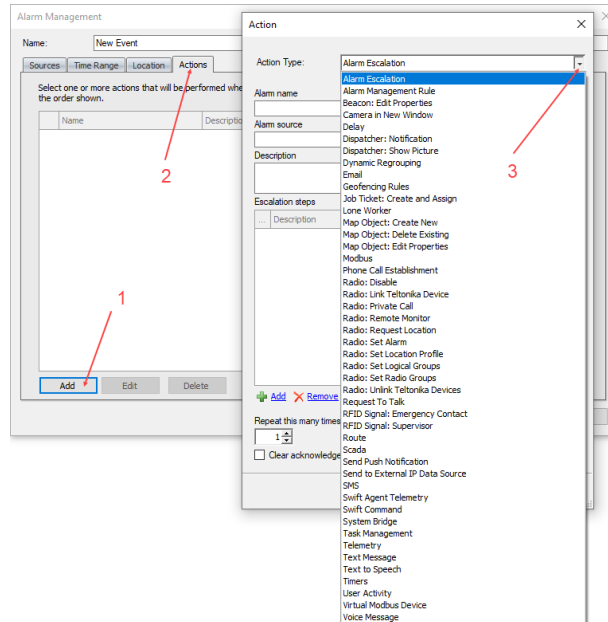 Alarm Management
Name:
New Event
Sources
Time Range
Location
Actions
Select one or more actions that will be performed whe
the order shown.
Name
Descriptio
2
1
Add
Edit
Delete
Action
Action Type:
Alarm Escalation
Alarm name
Alarm source
Description
Escalation steps
...
Description
Add
Remove
Repeat this many times
1
Clear acknowledge
Alarm Escalation
Alarm Management Rule
Beacon: Edit Properties
Camera in New Window
Delay
Dispatcher: Notification
Dispatcher: Show Picture
Dynamic Regrouping
Email
Geofencing Rules
Job Ticket: Create and Assign
Lone Worker
Map Object: Create New
Map Object: Delete Existing
Map Object: Edit Properties
Modbus
Phone Call Establishment
Radio: Disable
Radio: Link Teltonika Device
Radio: Private Call
Radio: Remote Monitor
Radio: Request Location
Radio: Set Alarm
Radio: Set Location Profile
Radio: Set Logical Groups
Radio: Set Radio Groups
Radio: Unlink Teltonika Devices
Request To Talk
RFID Signal: Emergency Contact
RFID Signal: Supervisor
Route
Scada
Send Push Notification
Send to External IP Data Source
SMS
Swift Agent Telemetry
Swift Command
System Bridge
Task Management
Telemetry
Text Message
Text to Speech
Timers
User Activity
Virtual Modbus Device
Voice Message
3